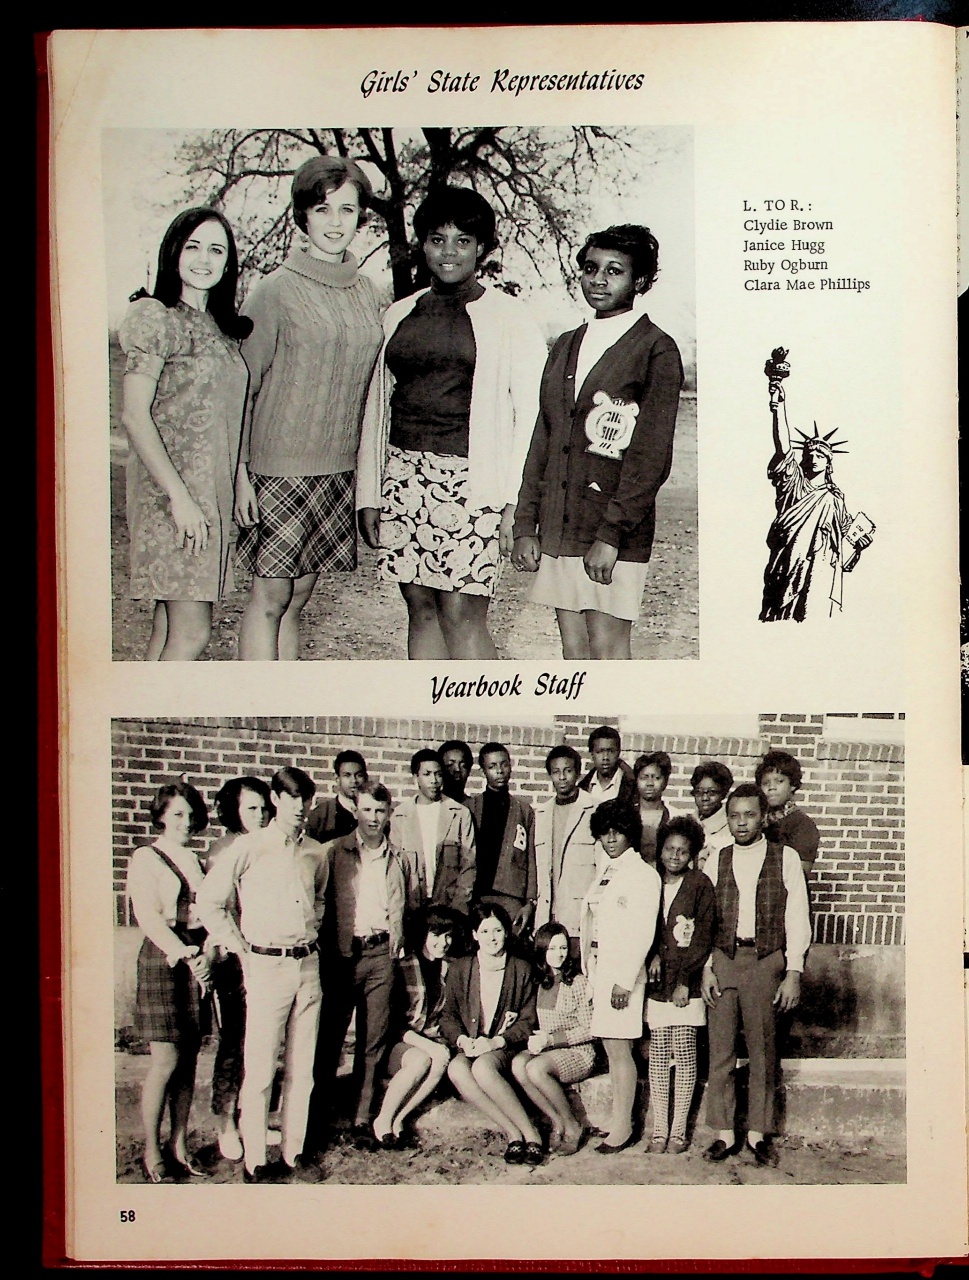 Girls' State Representatives
L. TO R. :
Clydie Brown
Janice Hugg
Ruby Ogburn
Clara Mae Phillips
Yearbook Staff
58